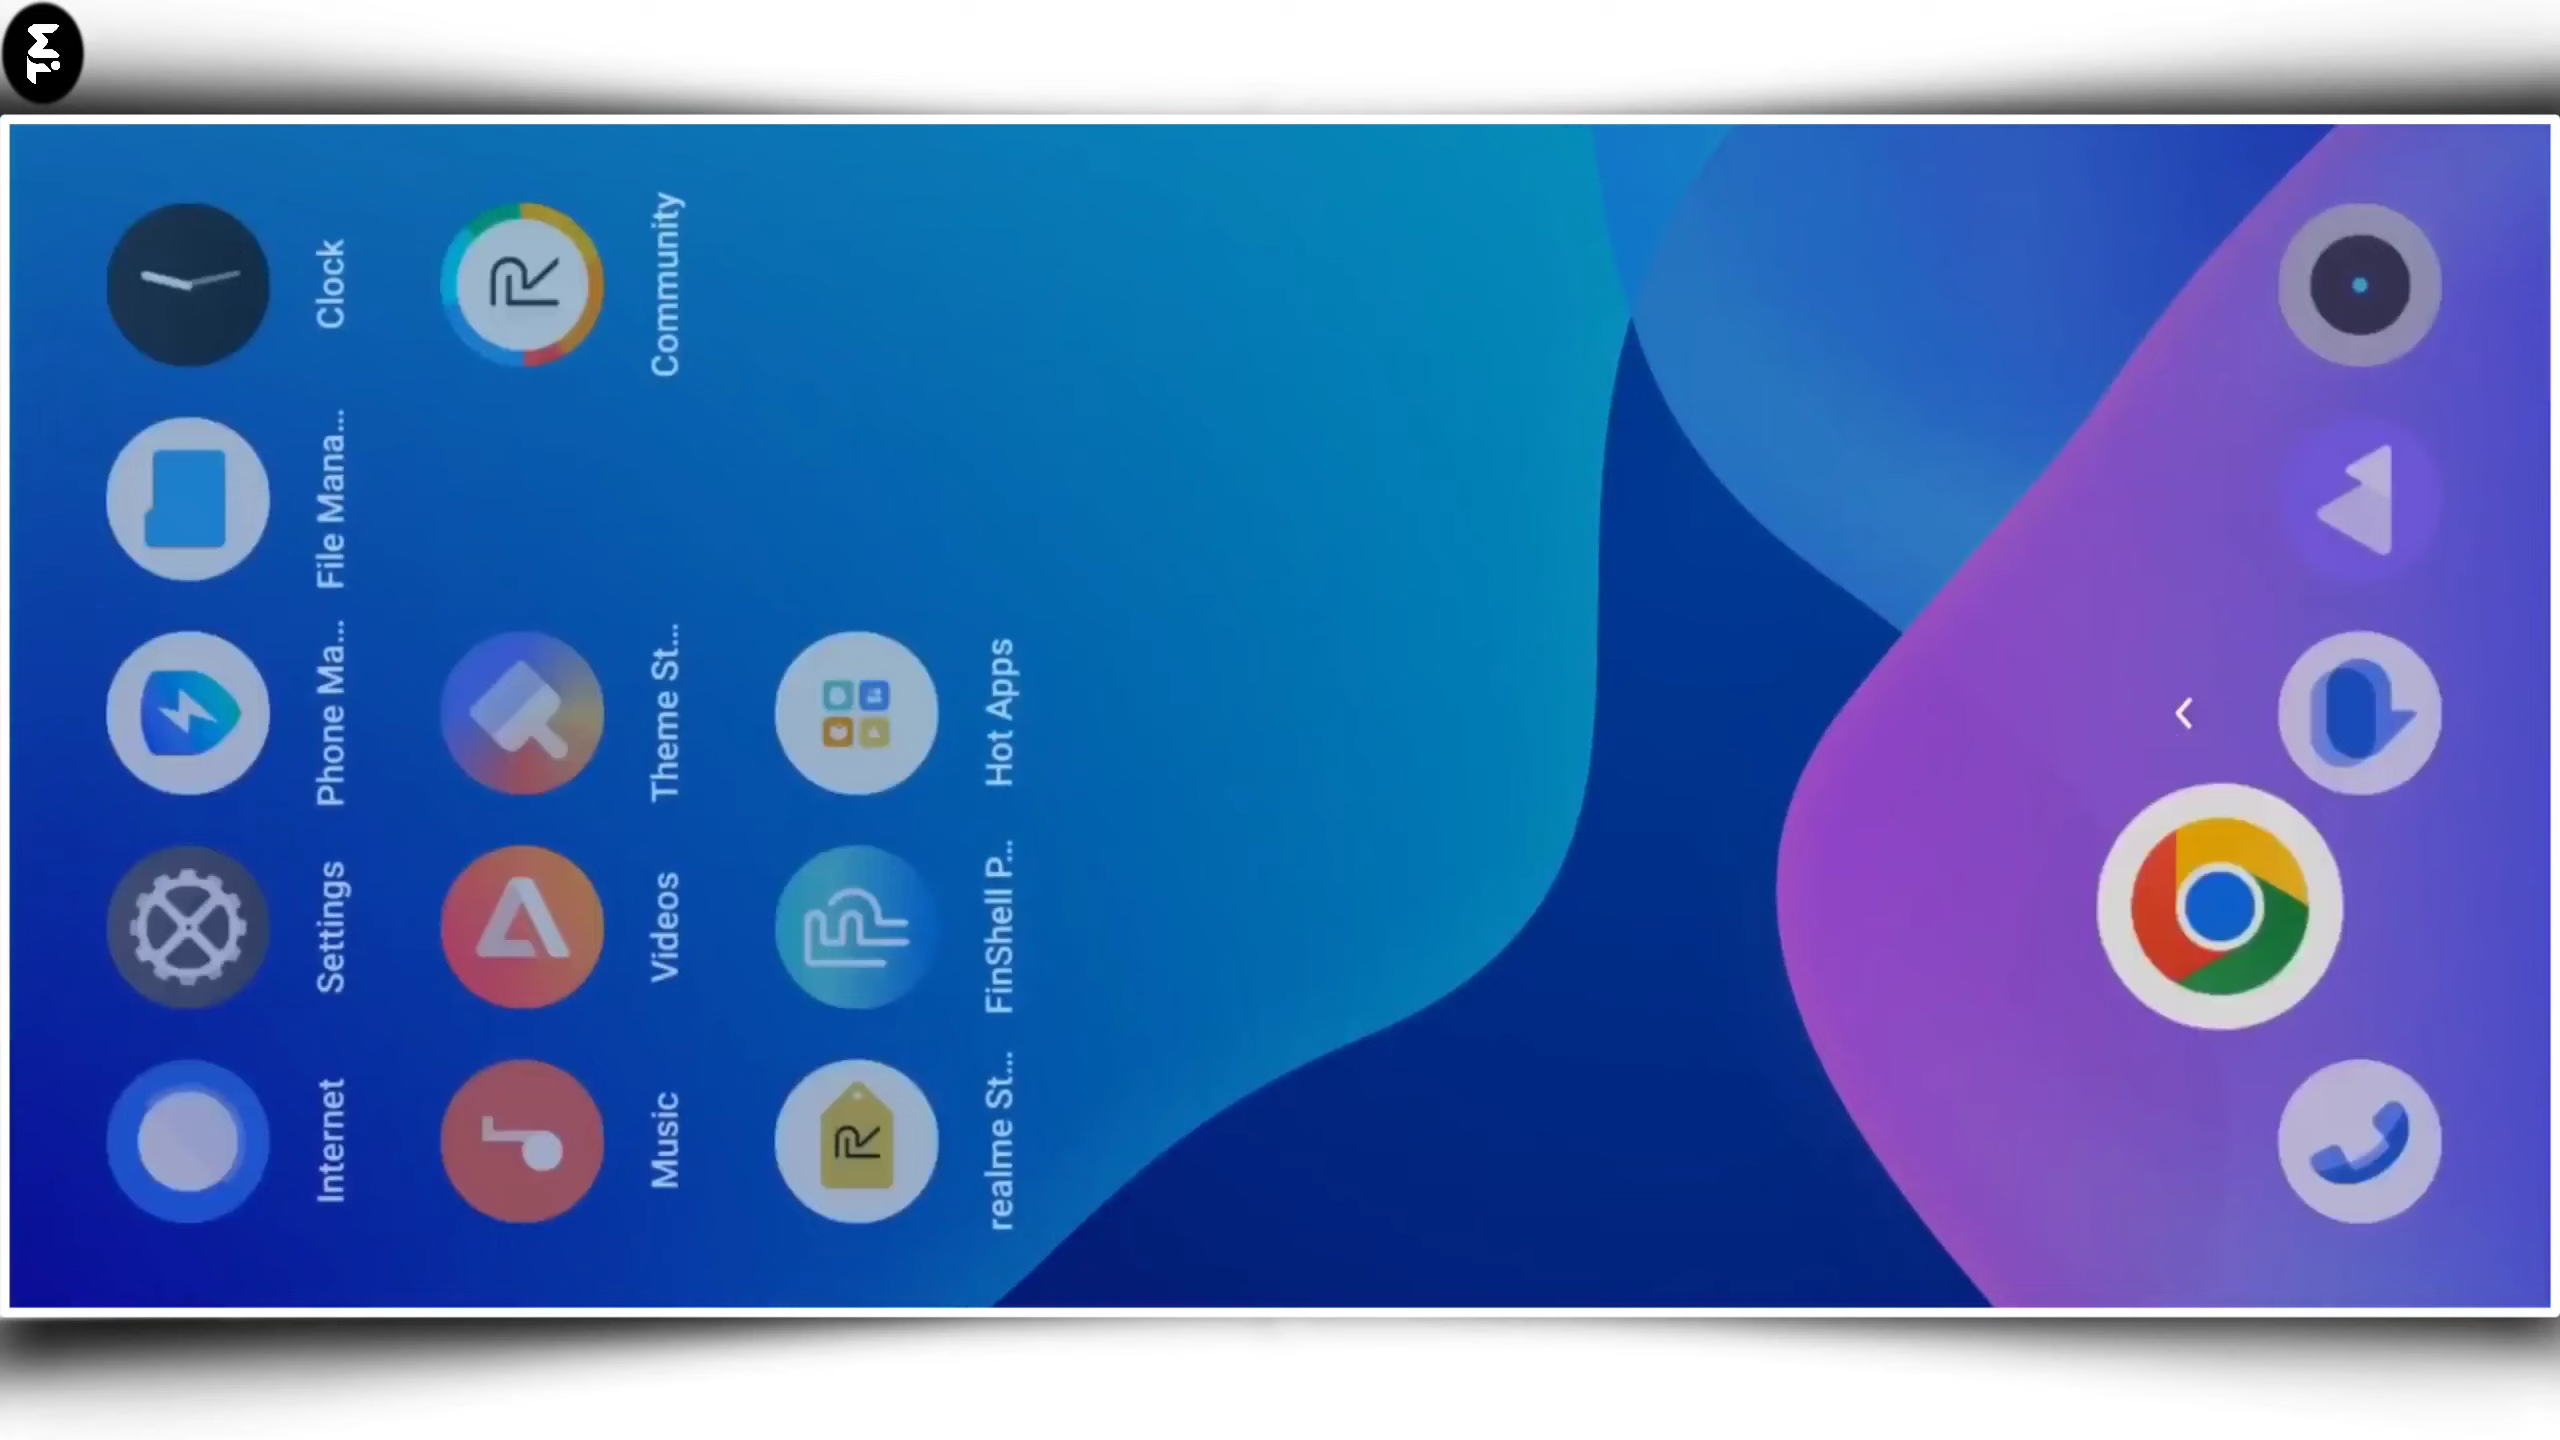 Internet
Settings
Phone Ma...
File Mana...
Clock
Music
Videos
Theme St...
Community
realme St...
FinShell P...
Hot Apps